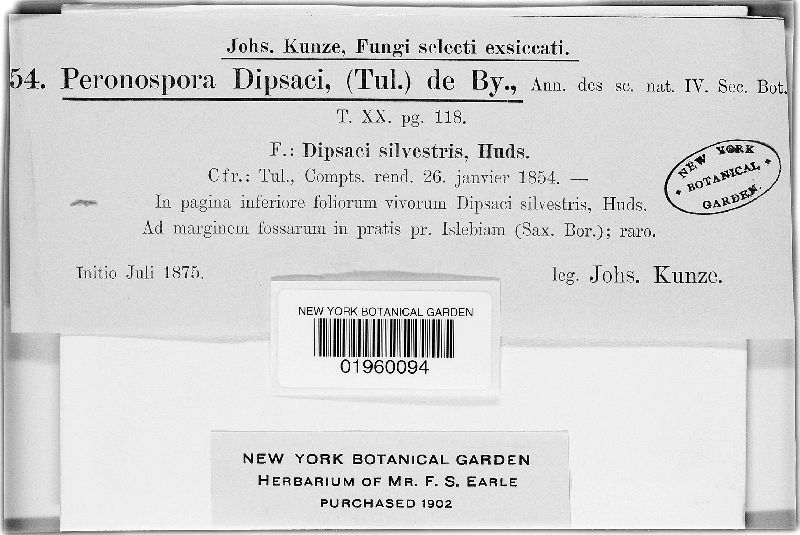 Johs. Kunze, Fungi selecti exsiccati.
54. Peronospora Dipsaci, (Tul.) de By., Ann. des sc. nat. IV. Sec. Bot.
T. XX. pg. 118.
F.: Dipsaci silvestris, Huds.
Cfr.: Tul., Compts. rend. 26. janvier 1854. —
In pagina inferiore foliorum vivorum Dipsaci silvestris, Huds.
Ad marginem fossarum in pratis pr. Islebiam (Sax. Bor.); raro.
Initio Juli 1875.
leg. Johs. Kunze.
NEW YORK
BOTANICAL
GARDEN.
NEW YORK BOTANICAL GARDEN
01960094
NEW YORK BOTANICAL GARDEN
HERBARIUM OF MR. F. S. EARLE
PURCHASED 1902